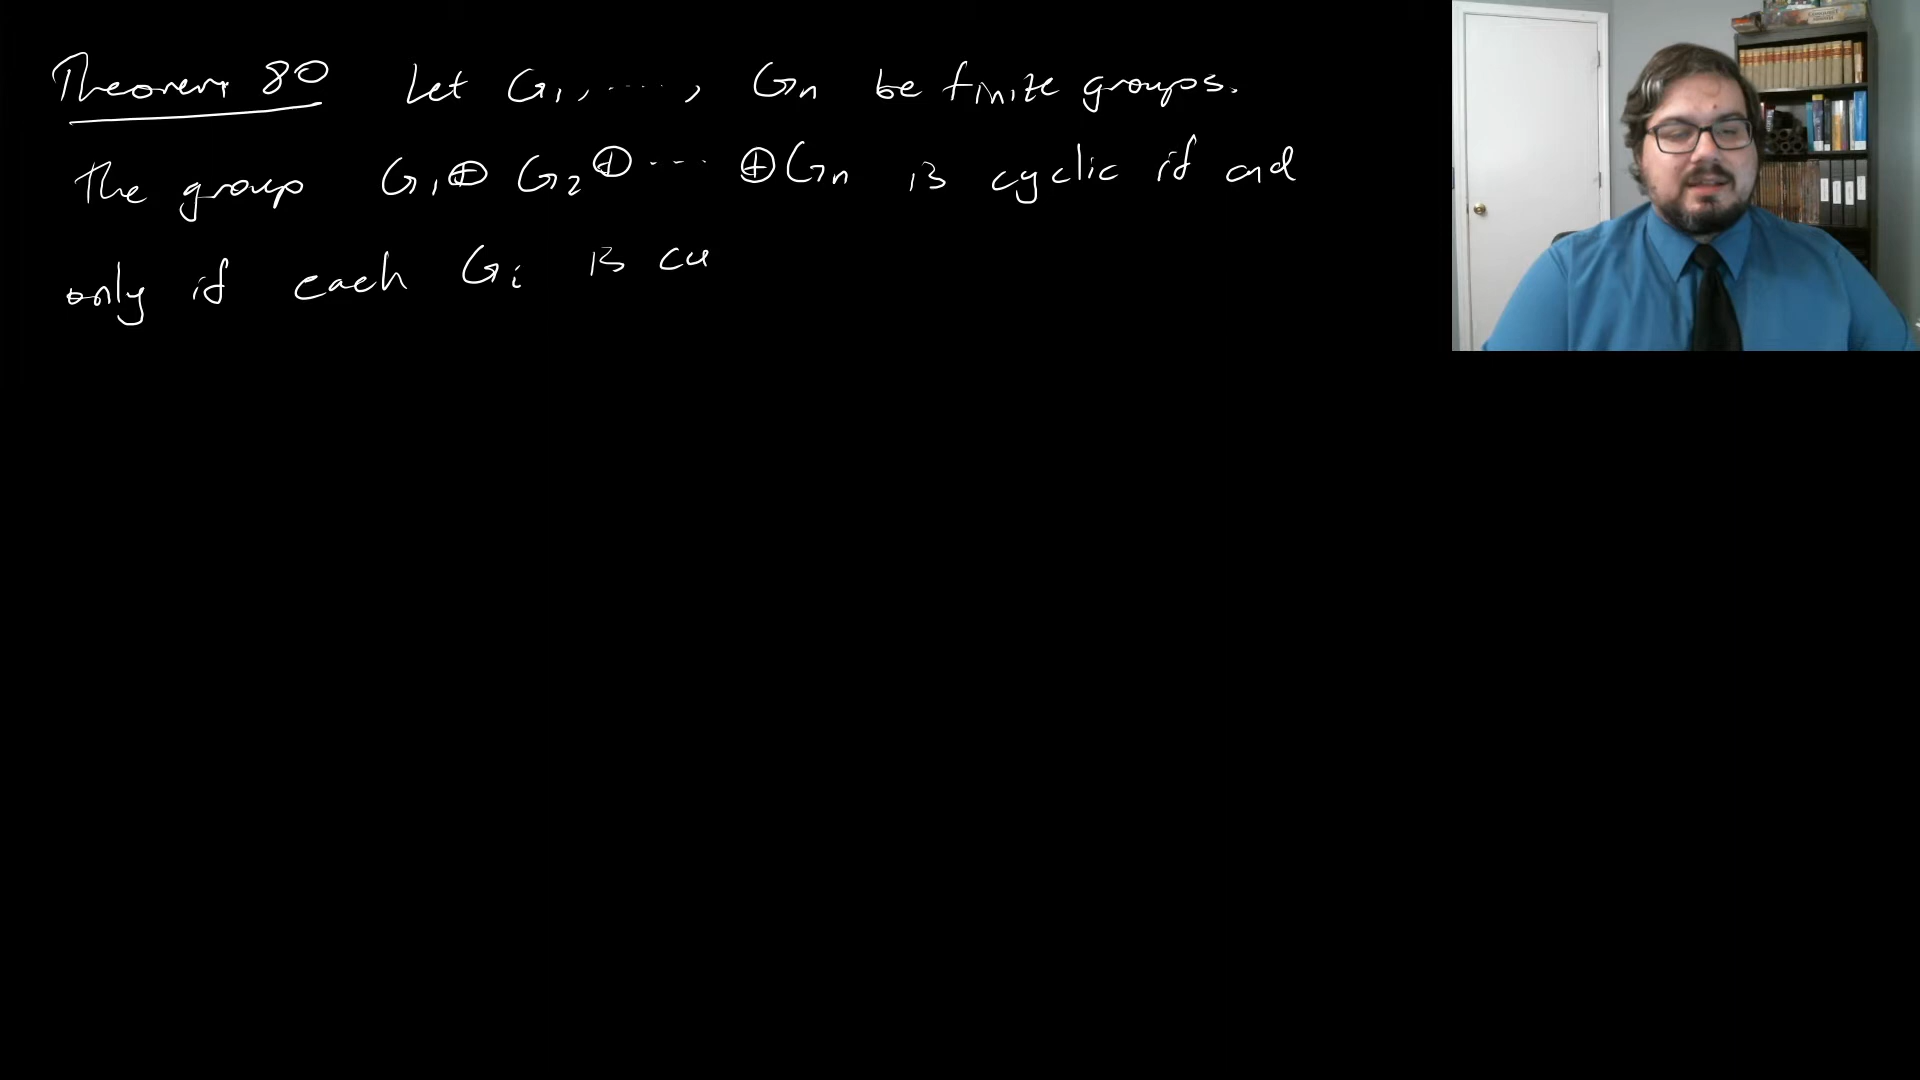 Theorem 80 Let G₁, ...., Gₙ be finite groups.
The group G₁⊕ G₂⊕ ... ⊕Gₙ is cyclic if and
only if each Gᵢ is cy